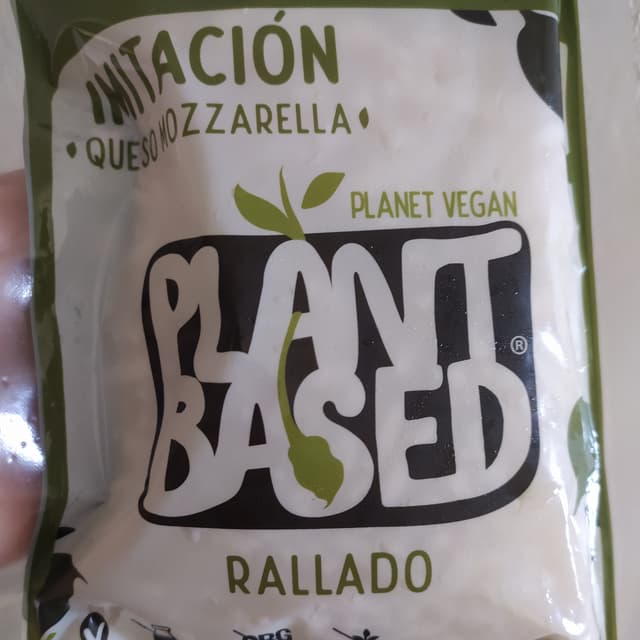 IMITACIÓN
QUESO MOZZARELLA
PLANET VEGAN
PLANT
BASED
®
RALLADO